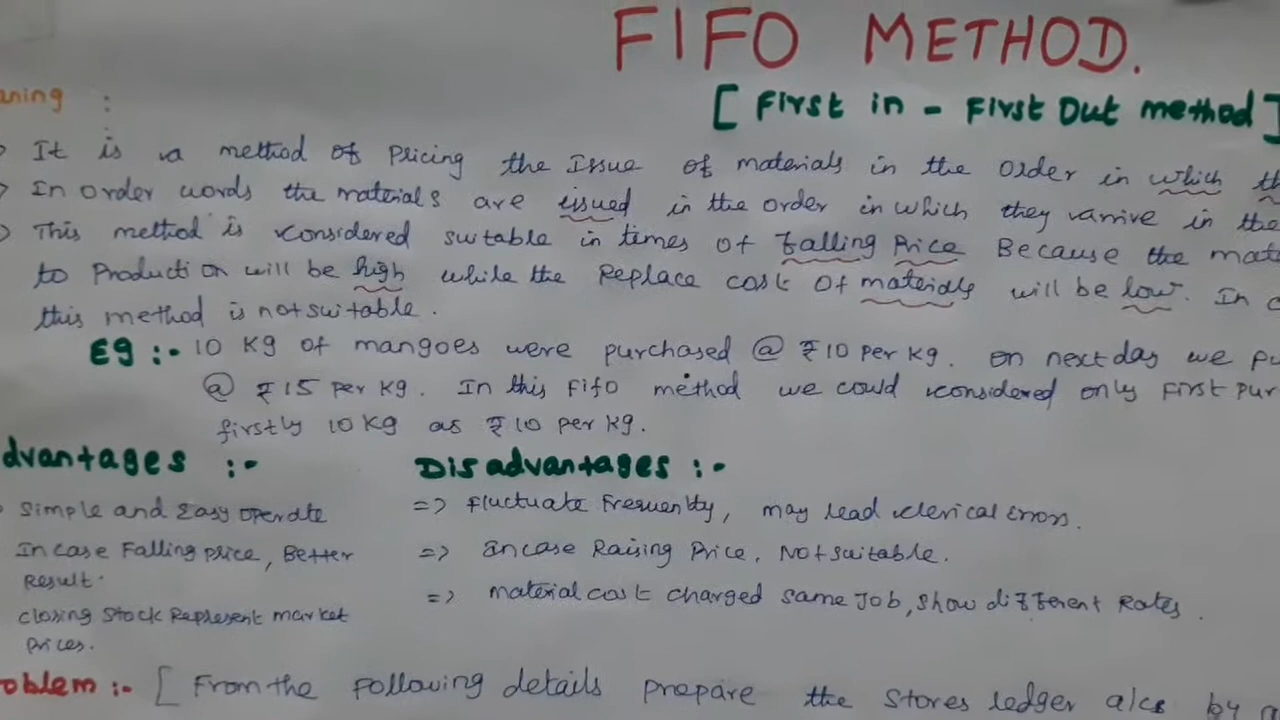 FIFO METHOD.
[First in - First Out method]
aning :
It is a method of Pricing the Issue of materials in the Order in which th
In order words the materials are issued in the order in which they varrive in the
This method is considered suitable in times of falling Price Because the mat
to Production will be high while the Replace cost Of materials will be low. In
this method is not suitable.
Eg :- 10 Kg of mangoes were purchased @ ₹10 per kg. on next day we pu
@ ₹15 per kg. In this Fifo method we could considered only First pur
firstly 10 Kg as ₹10 per kg.
dvantages :-
Simple and Easy operate
In case Falling price, Better
Result.
closing Stock Represent market
Prices.
Disadvantages :-
=> Fluctuate Frequently, may lead clerical errors.
=> Incase Raising Price, Not suitable.
=> material cost charged same Job, show different Rates.
oblem :- [From the following details prepare the Stores ledger a/cs by